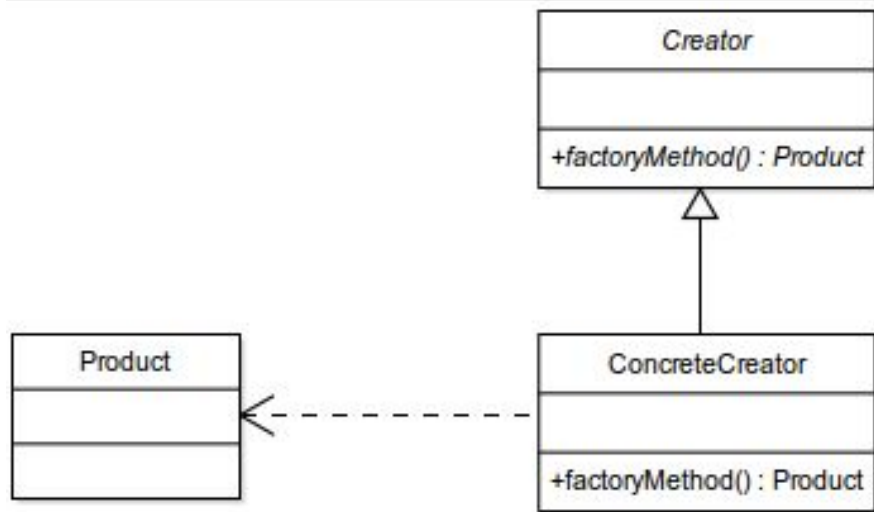 Creator
+factoryMethod() : Product
Product
ConcreteCreator
+factoryMethod() : Product